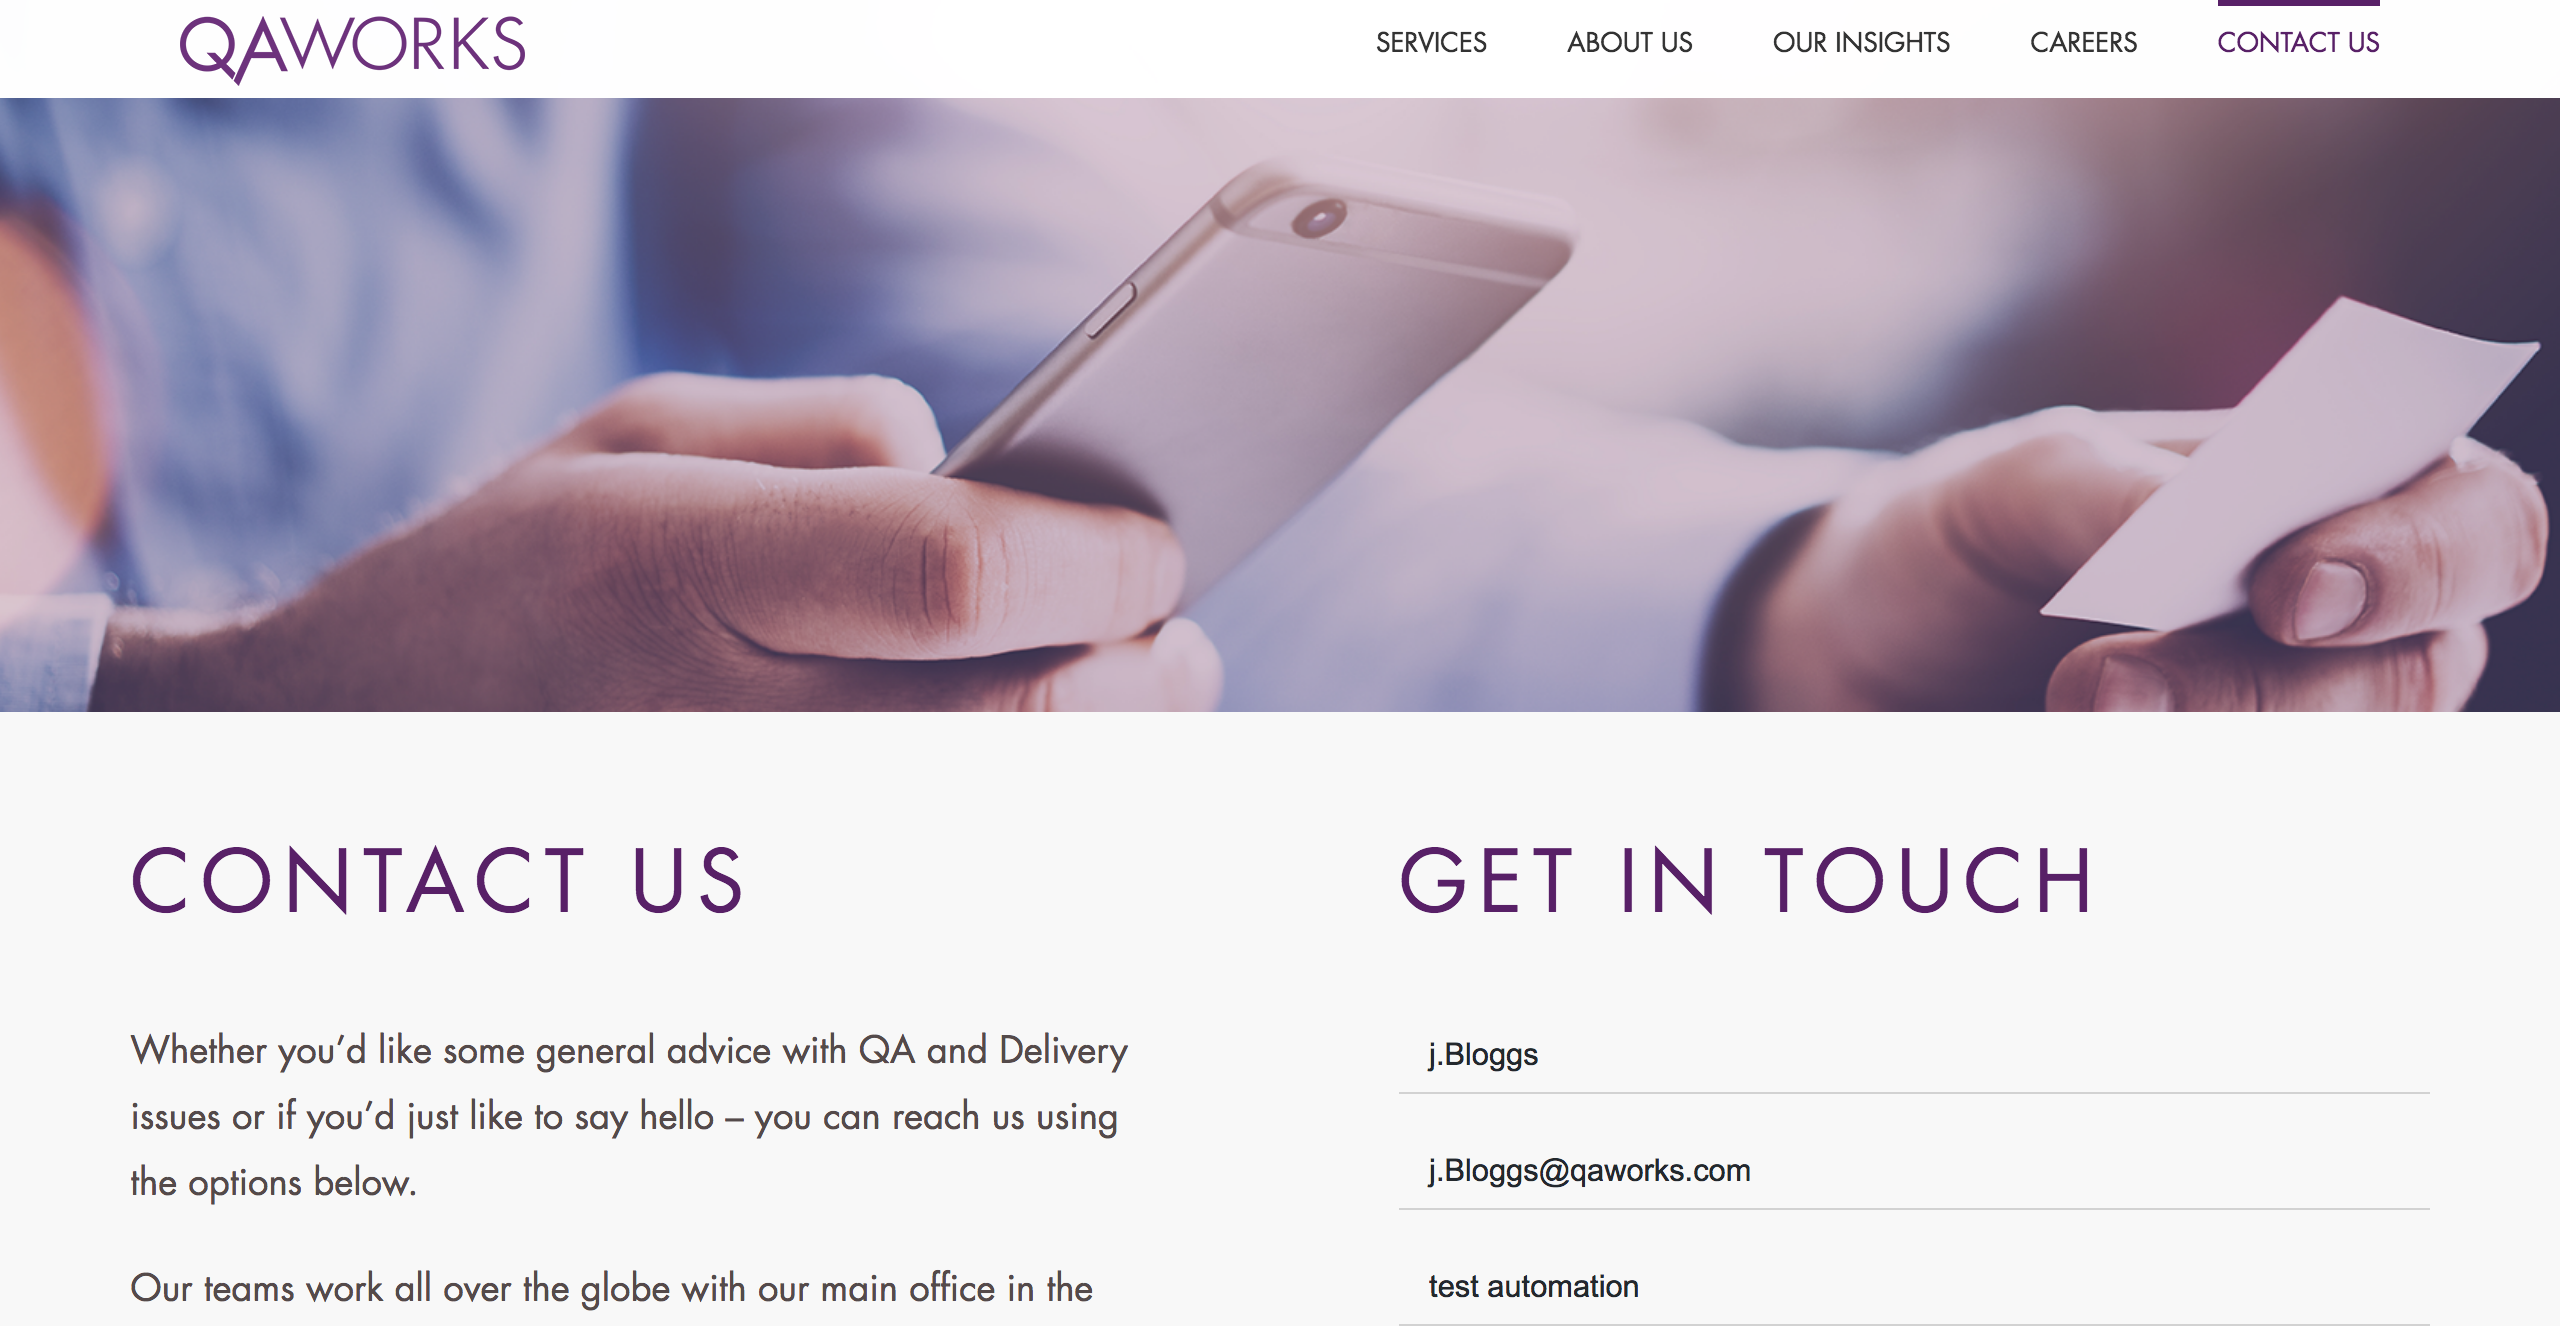 QAWORKS
SERVICES ABOUT US OUR INSIGHTS CAREERS CONTACT US
CONTACT US
Whether you’d like some general advice with QA and Delivery
issues or if you’d just like to say hello – you can reach us using
the options below.
Our teams work all over the globe with our main office in the
GET IN TOUCH
j.Bloggs
j.Bloggs@qaworks.com
test automation